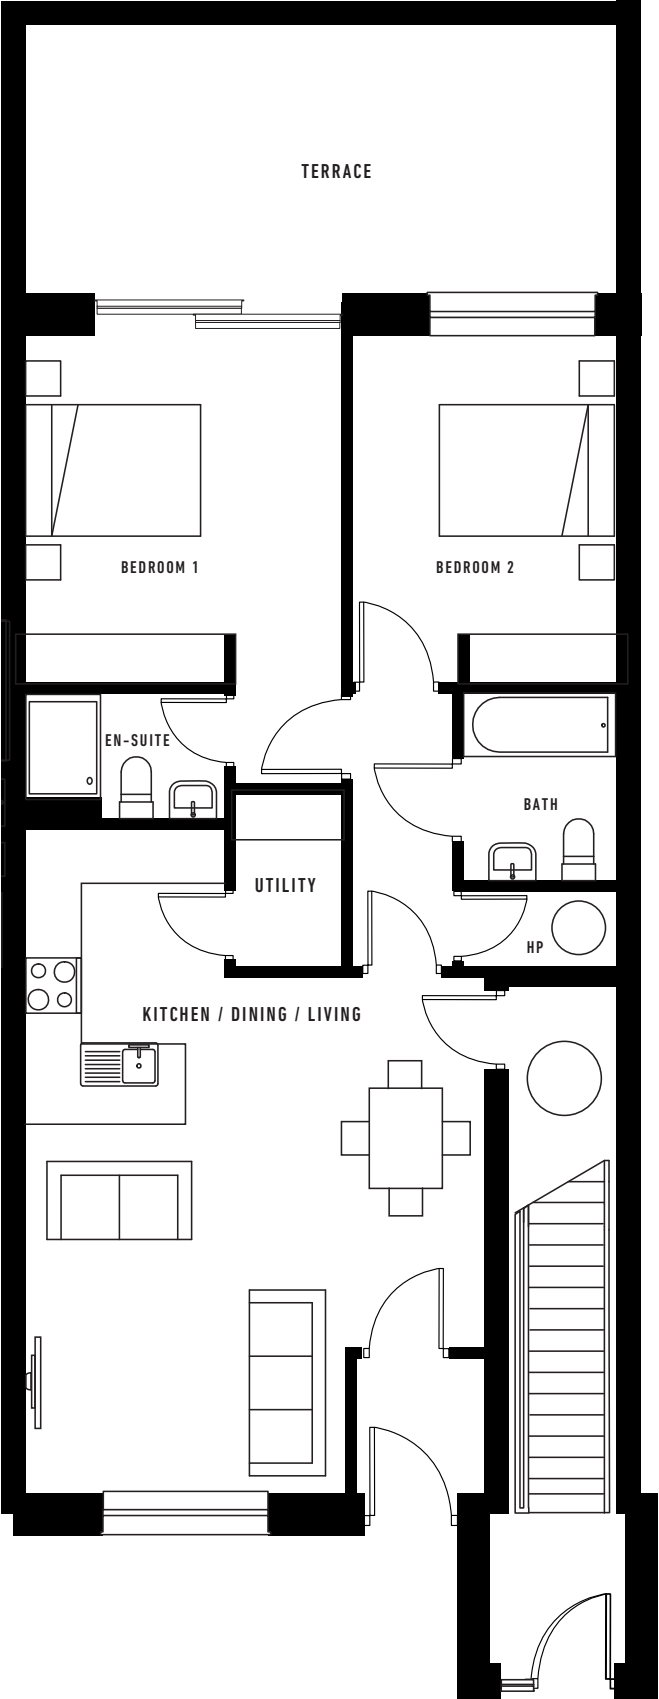 TERRACE
BEDROOM 1
BEDROOM 2
EN-SUITE
BATH
UTILITY
HP
KITCHEN / DINING / LIVING